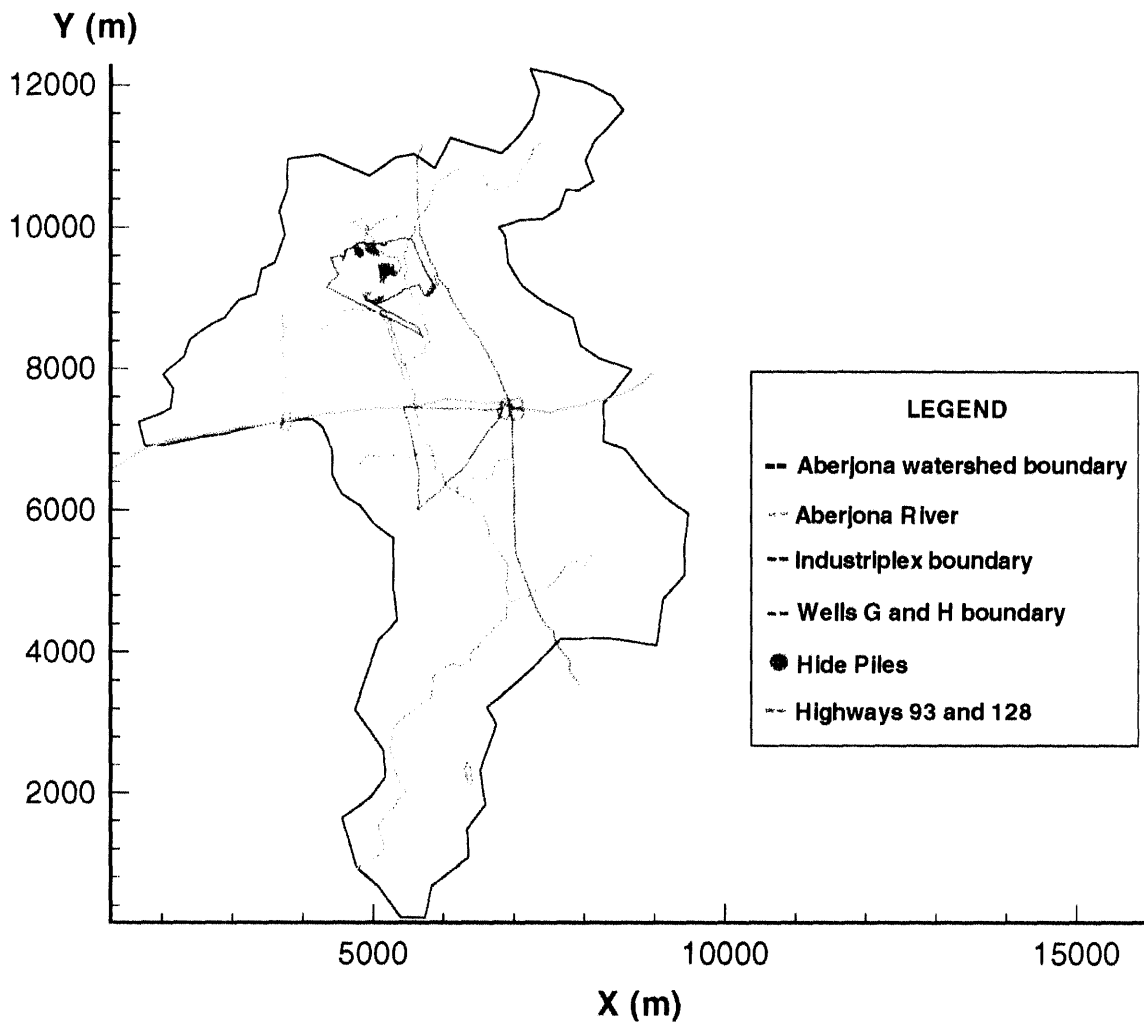 Y (m)
12000
10000
8000
6000
4000
2000
5000
10000
15000
X (m)
LEGEND
Aberjona watershed boundary
Aberjona River
Industriplex boundary
Wells G and H boundary
Hide Piles
Highways 93 and 128